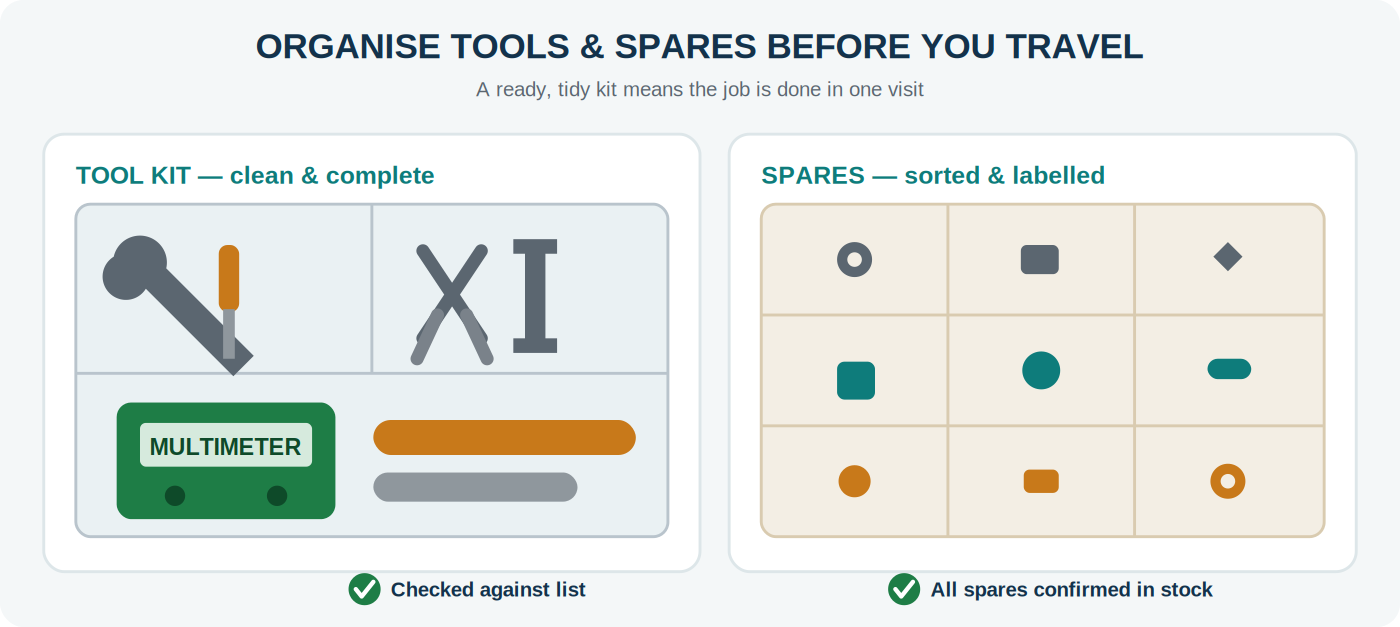 ORGANISE TOOLS & SPARES BEFORE YOU TRAVEL
A ready, tidy kit means the job is done in one visit
TOOL KIT — clean & complete
MULTIMETER
Checked against list
SPARES — sorted & labelled
All spares confirmed in stock